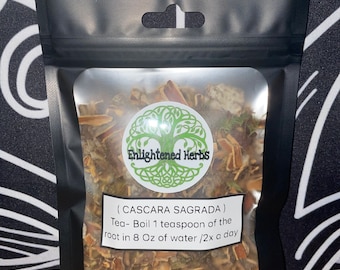 Enlightened Herbs
( CASCARA SAGRADA )
Tea- Boil 1 teaspoon of the
root in 8 Oz of water /2x a day